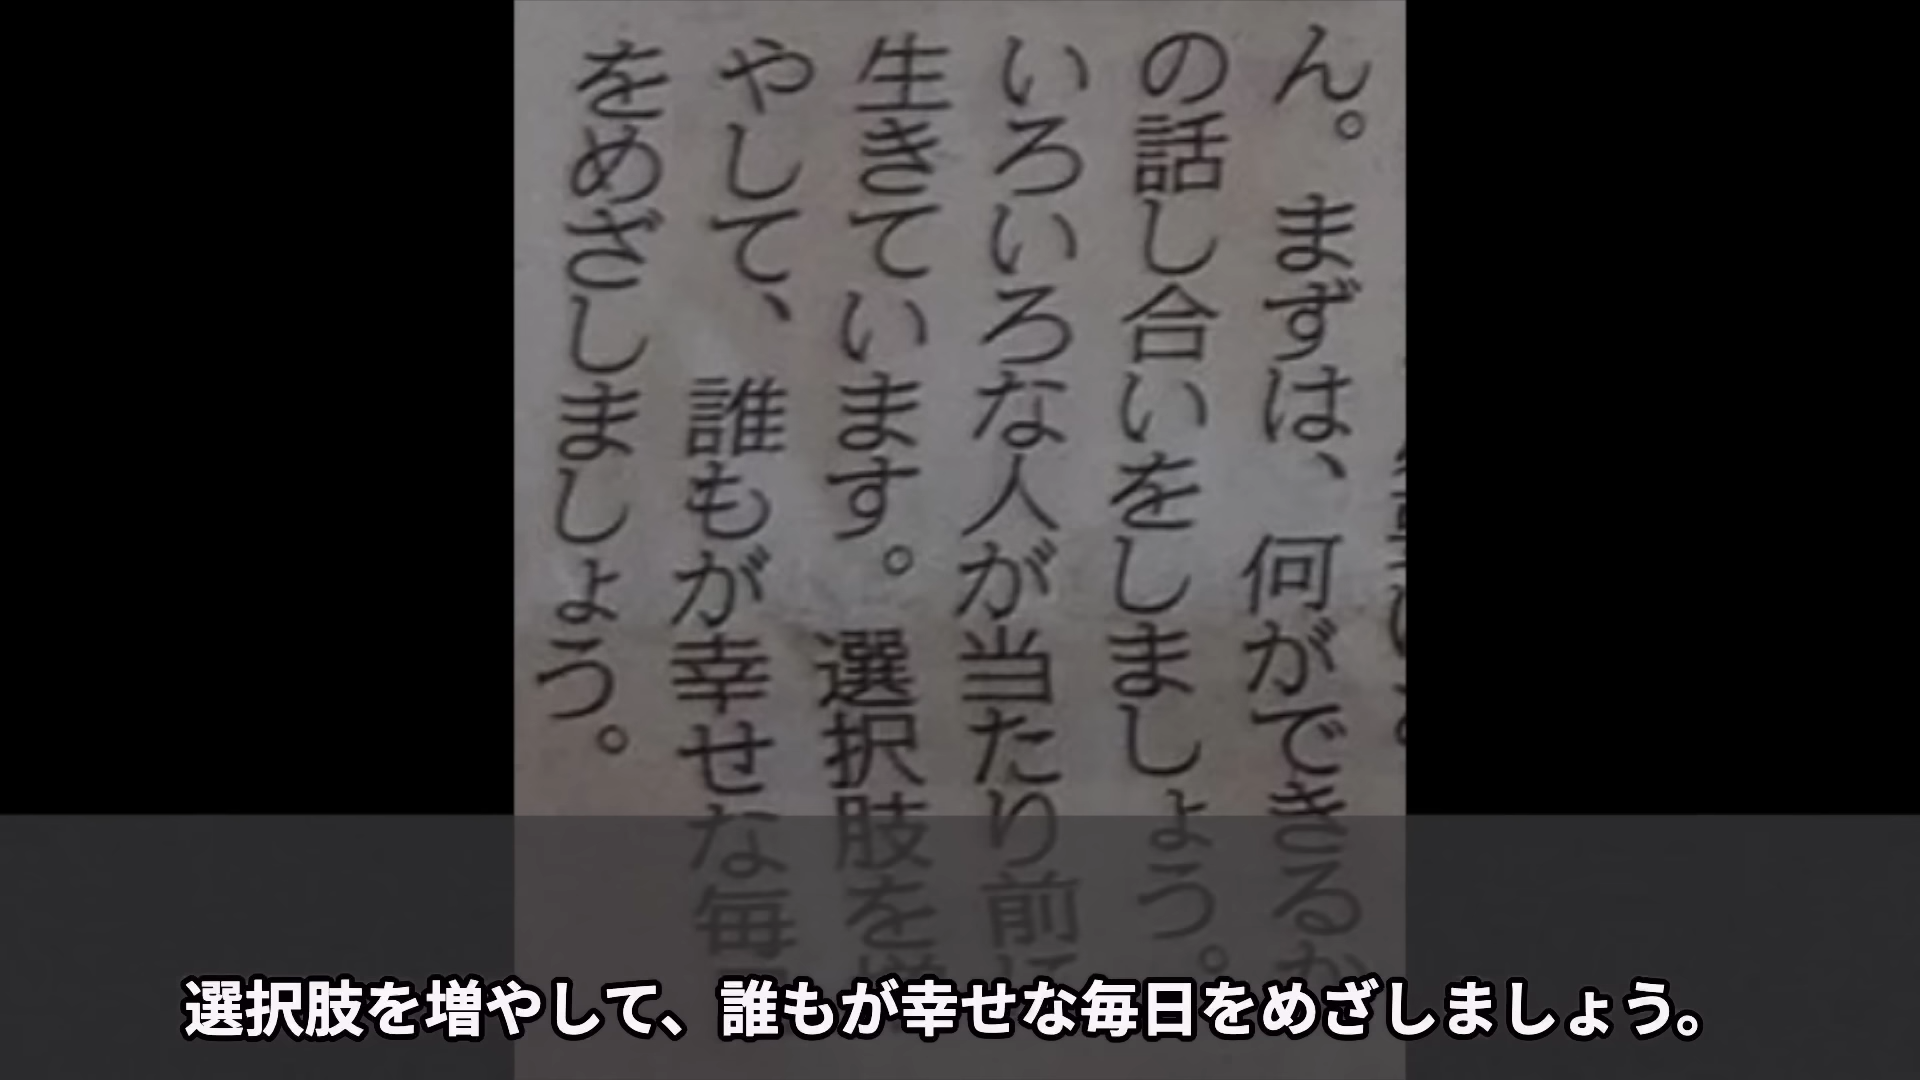 ん。まずは、何ができるか
の話し合いをしましょう。
いろいろな人が当たり前に
生きています。選択肢を増
やして、誰もが幸せな毎日
をめざしましょう。
選択肢を増やして、誰もが幸せな毎日をめざしましょう。